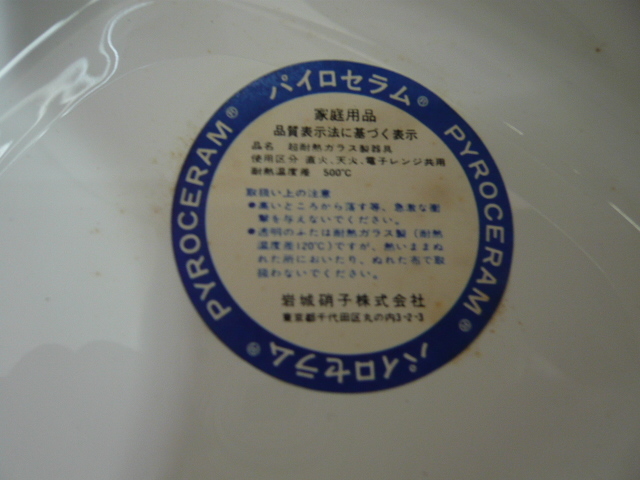 パイロセラム®
PYROCERAM®
家庭用品
品質表示法に基づく表示
品名 超耐熱ガラス製器具
使用区分 直火、天火、電子レンジ共用
耐熱温度差 500℃
取扱い上の注意
●高いところから落す等、急激な衝
撃を与えないでください。
●透明のふたは耐熱ガラス製(耐熱
温度差120℃)ですが、熱いままぬ
れた所においたり、ぬれた布で取
扱わないでください。
岩城硝子株式会社
東京都千代田区丸の内3-2-3
パイロセラム®
PYROCERAM®